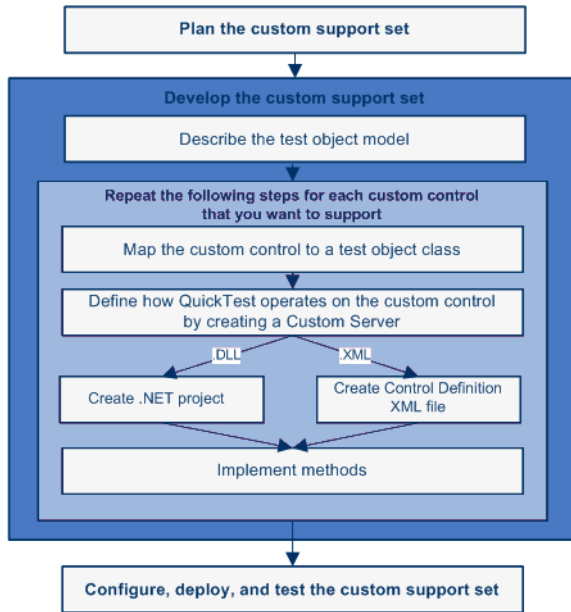 Plan the custom support set
Develop the custom support set
Describe the test object model
Repeat the following steps for each custom control
that you want to support
Map the custom control to a test object class
Define how QuickTest operates on the custom control
by creating a Custom Server
.DLL
.XML
Create .NET project
Create Control Definition
XML file
Implement methods
Configure, deploy, and test the custom support set